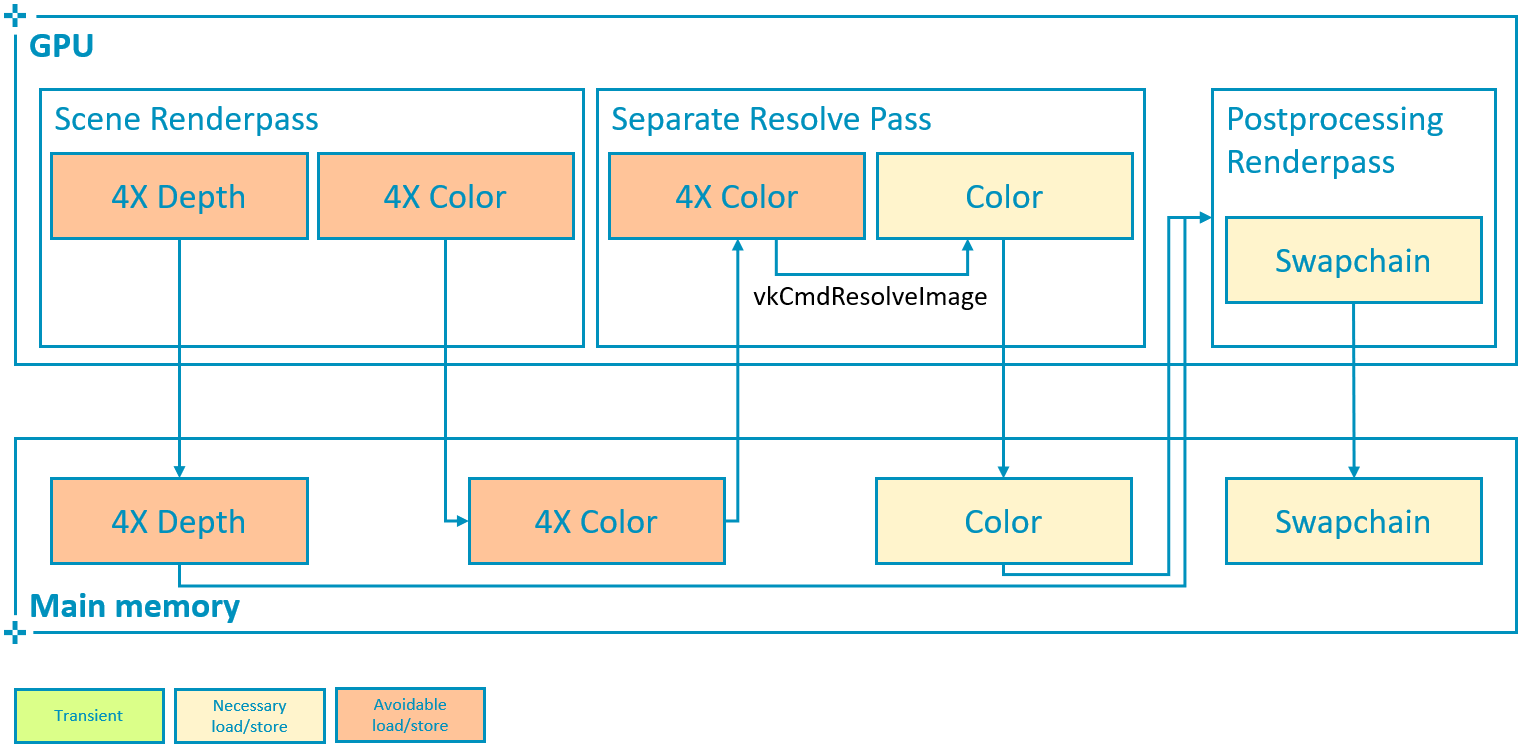 GPU
Scene Renderpass
4X Depth
4X Color
Separate Resolve Pass
4X Color
Color
vkCmdResolveImage
Postprocessing
Renderpass
Swapchain
4X Depth
4X Color
Color
Swapchain
Main memory
Transient
Necessary
load/store
Avoidable
load/store